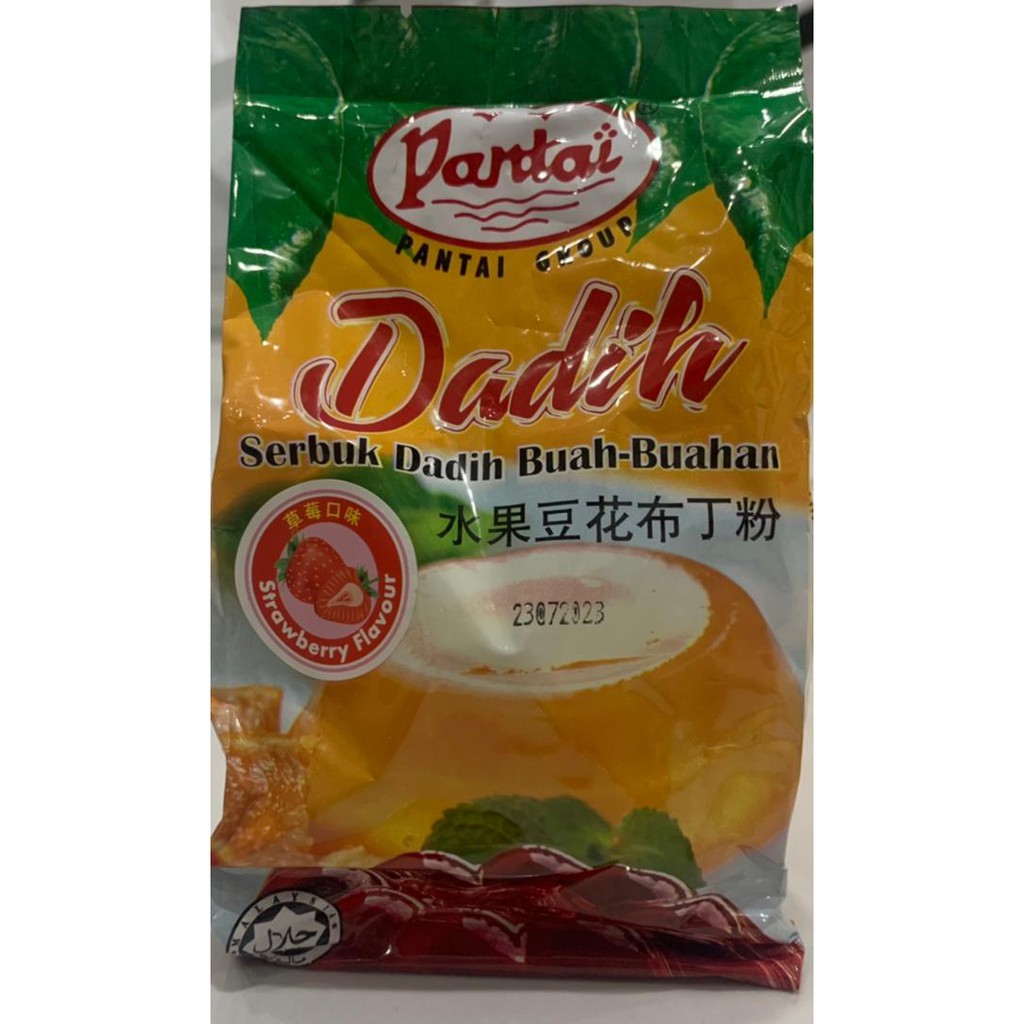 Pantai
®
PANTAI GROUP
Dadih
Serbuk Dadih Buah-Buahan
水果豆花布丁粉
草莓口味
Strawberry Flavour
23072023
MALAYSIA
حلال